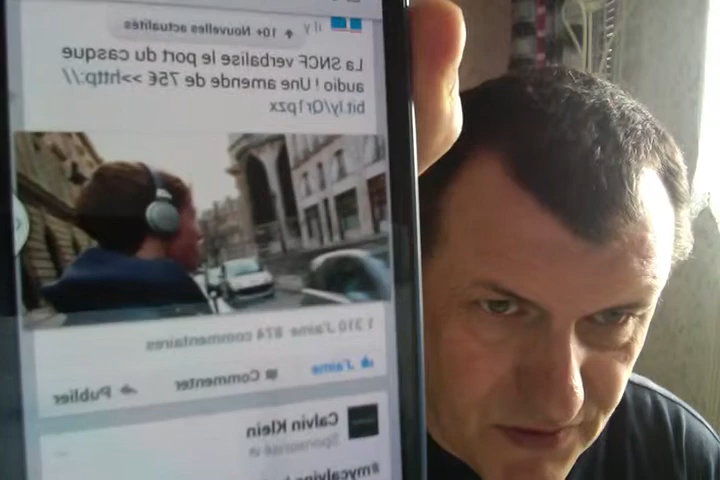 10+ Nouvelles actualités
il y
La SNCF verbalise le port du casque
audio ! Une amende de 75€ >>http://
bit.ly/Qr1pzx
1 310 J'aime 874 commentaires
J'aime Commenter Publier
Calvin Klein
Sponsorisé